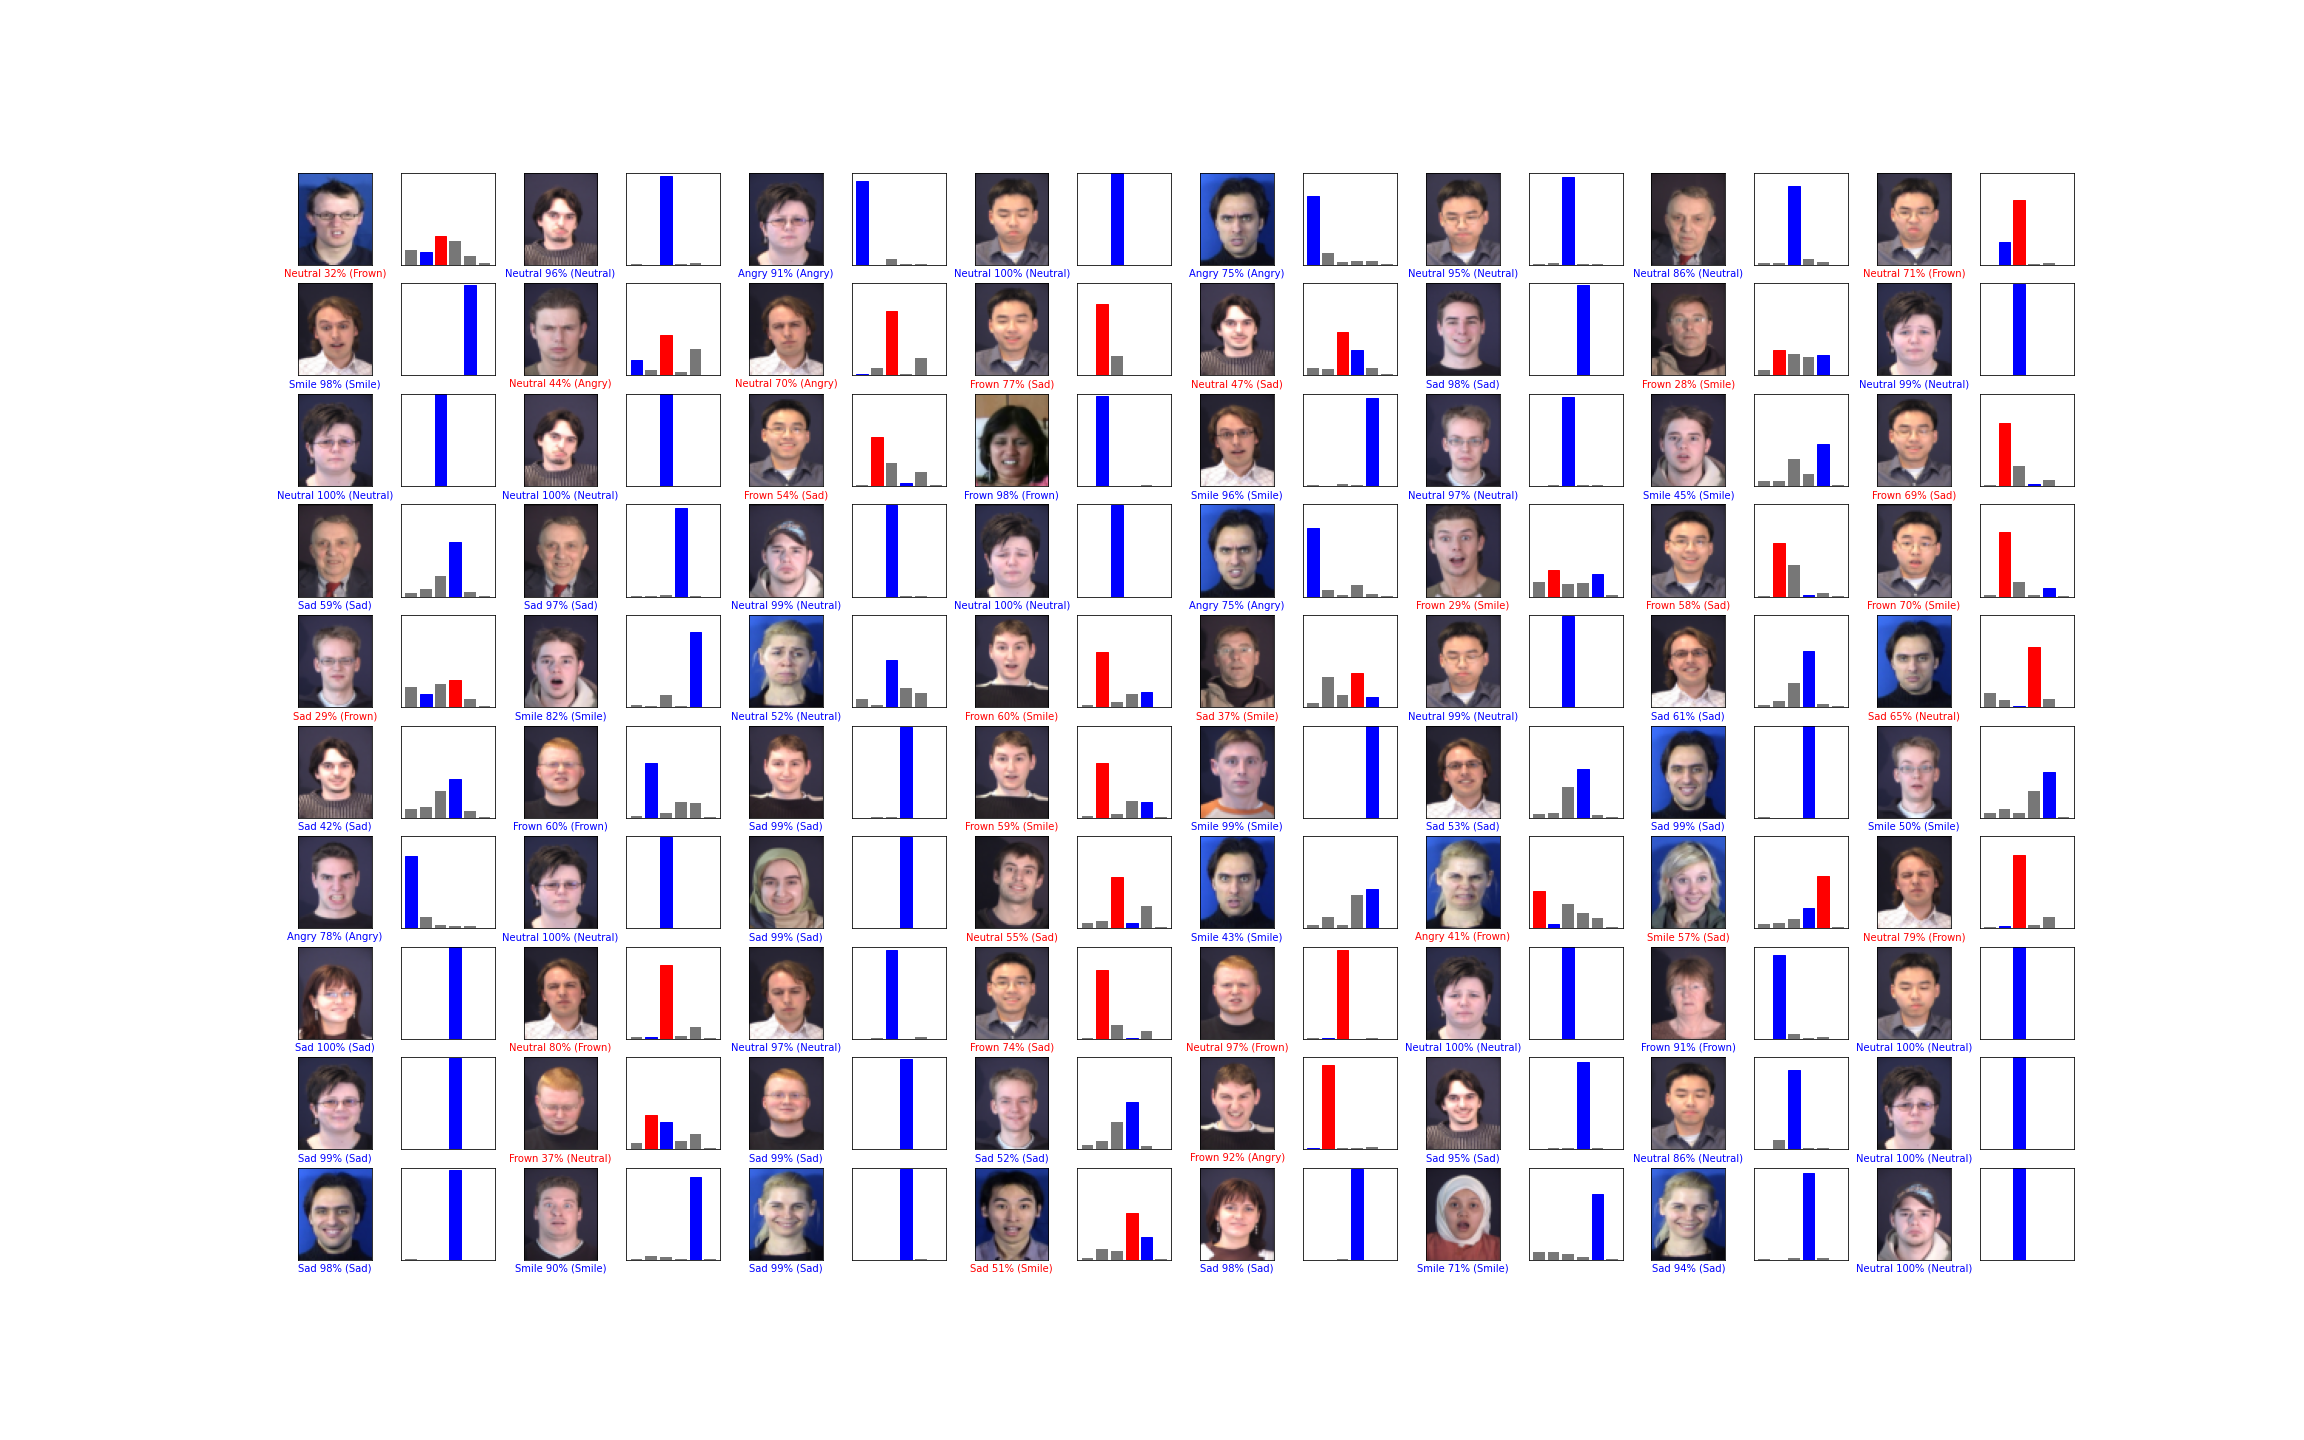 Neutral 32% (Frown) Neutral 96% (Neutral) Angry 91% (Angry) Neutral 100% (Neutral) Angry 75% (Angry) Neutral 95% (Neutral) Neutral 86% (Neutral) Neutral 71% (Frown)
Smile 98% (Smile) Neutral 44% (Angry) Neutral 70% (Angry) Frown 77% (Sad) Neutral 47% (Sad) Sad 98% (Sad) Frown 28% (Smile) Neutral 99% (Neutral)
Neutral 100% (Neutral) Neutral 100% (Neutral) Frown 54% (Sad) Frown 98% (Frown) Smile 96% (Smile) Neutral 97% (Neutral) Smile 45% (Smile) Frown 69% (Sad)
Sad 59% (Sad) Sad 97% (Sad) Neutral 99% (Neutral) Neutral 100% (Neutral) Angry 75% (Angry) Frown 29% (Smile) Frown 58% (Sad) Frown 70% (Smile)
Sad 29% (Frown) Smile 82% (Smile) Neutral 52% (Neutral) Frown 60% (Smile) Sad 37% (Smile) Neutral 99% (Neutral) Sad 61% (Sad) Sad 65% (Neutral)
Sad 42% (Sad) Frown 60% (Frown) Sad 99% (Sad) Frown 59% (Smile) Smile 99% (Smile) Sad 53% (Sad) Sad 99% (Sad) Smile 50% (Smile)
Angry 78% (Angry) Neutral 100% (Neutral) Sad 99% (Sad) Neutral 55% (Sad) Smile 43% (Smile) Angry 41% (Frown) Smile 57% (Sad) Neutral 79% (Frown)
Sad 100% (Sad) Neutral 80% (Frown) Neutral 97% (Neutral) Frown 74% (Sad) Neutral 97% (Frown) Neutral 100% (Neutral) Frown 91% (Frown) Neutral 100% (Neutral)
Sad 99% (Sad) Frown 37% (Neutral) Sad 99% (Sad) Sad 52% (Sad) Frown 92% (Angry) Sad 95% (Sad) Neutral 86% (Neutral) Neutral 100% (Neutral)
Sad 98% (Sad) Smile 90% (Smile) Sad 99% (Sad) Sad 51% (Smile) Sad 98% (Sad) Smile 71% (Smile) Sad 94% (Sad) Neutral 100% (Neutral)